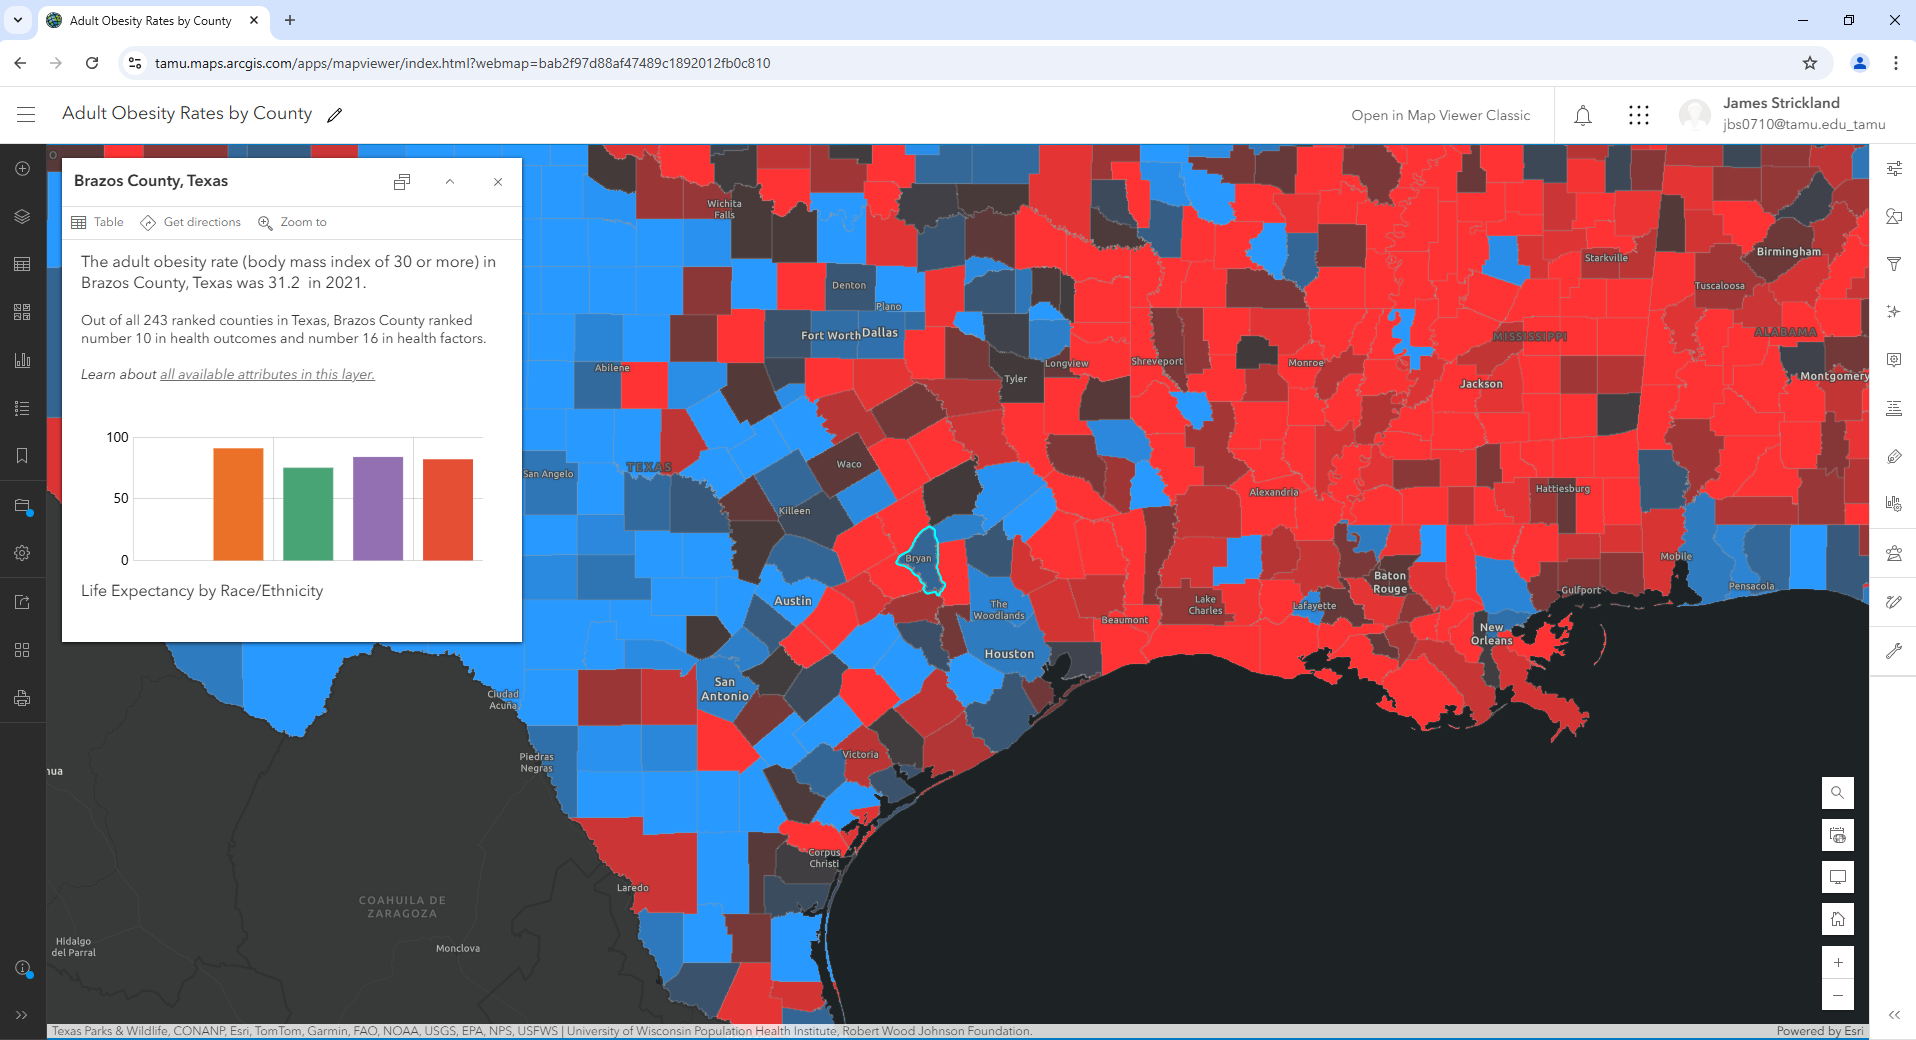 Adult Obesity Rates by County
tamu.maps.arcgis.com/apps/mapviewer/index.html?webmap=bab2f97d88af47489c1892012fb0c810
Adult Obesity Rates by County
Open in Map Viewer Classic
James Strickland
jbs0710@tamu.edu_tamu
Brazos County, Texas
Table
Get directions
Zoom to
The adult obesity rate (body mass index of 30 or more) in
Brazos County, Texas was 31.2 in 2021.
Out of all 243 ranked counties in Texas, Brazos County ranked
number 10 in health outcomes and number 16 in health factors.
Learn about all available attributes in this layer.
100
50
0
Life Expectancy by Race/Ethnicity
Wichita
Falls
Denton
Plano
Fort Worth
Dallas
Abilene
Tyler
Longview
Shreveport
Monroe
Starkville
Birmingham
Tuscaloosa
MISSISSIPPI
ALABAMA
Jackson
Montgomery
TEXAS
San Angelo
Waco
Killeen
Alexandria
Hattiesburg
Bryan
Mobile
Pensacola
Baton
Rouge
Gulfport
Austin
The
Woodlands
Lake
Charles
Lafayette
Beaumont
New
Orleans
Houston
San
Antonio
Ciudad
Acuña
Piedras
Negras
Victoria
hua
Corpus
Christi
Laredo
COAHUILA DE
ZARAGOZA
Hidalgo
del Parral
Monclova
Texas Parks & Wildlife, CONANP, Esri, TomTom, Garmin, FAO, NOAA, USGS, EPA, NPS, USFWS | University of Wisconsin Population Health Institute, Robert Wood Johnson Foundation.
Powered by Esri